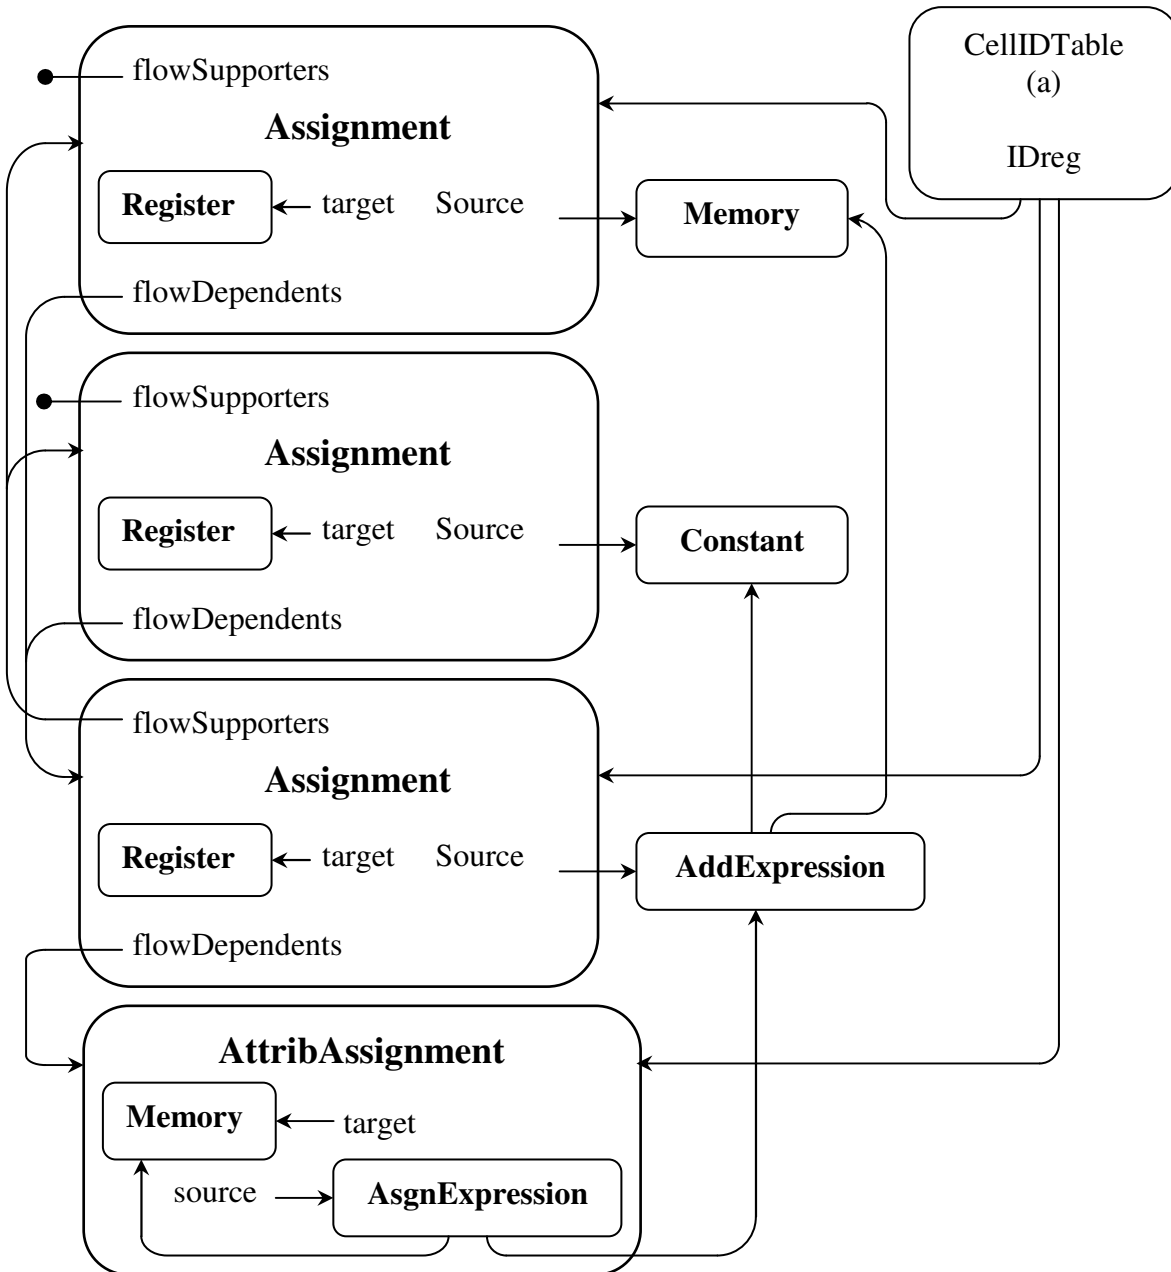 CellIDTable
(a)
IDreg
flowSupporters
Assignment
Register target Source Memory
flowDependents
flowSupporters
Assignment
Register target Source Constant
flowDependents
flowSupporters
Assignment
Register target Source AddExpression
flowDependents
AttribAssignment
Memory target
source AsgnExpression